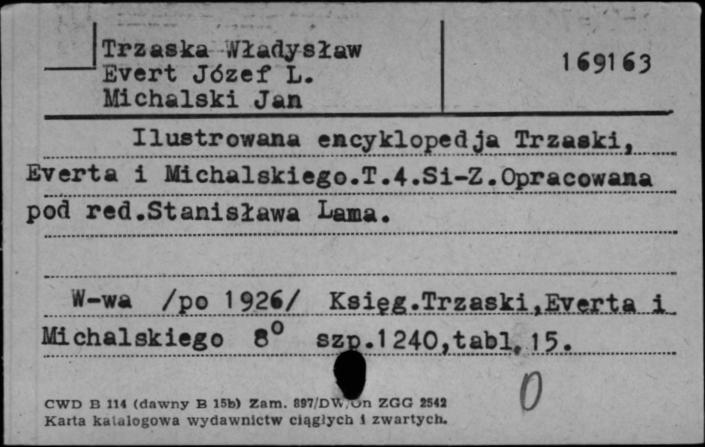 Trzaska Władysław
Evert Józef L.
Michalski Jan
169163
Ilustrowana encyklopedja Trzaski,
Everta i Michalskiego.T.4.Si-Z.Opracowana
pod red.Stanisława Lama.
W-wa /po 1926/ Księg.Trzaski,Everta i
Michalskiego 8° szp.1240,tabl.15.
0
CWD B 114 (dawny B 15b) Zam. 897/DW/On ZGG 2542
Karta katalogowa wydawnictw ciągłych i zwartych.